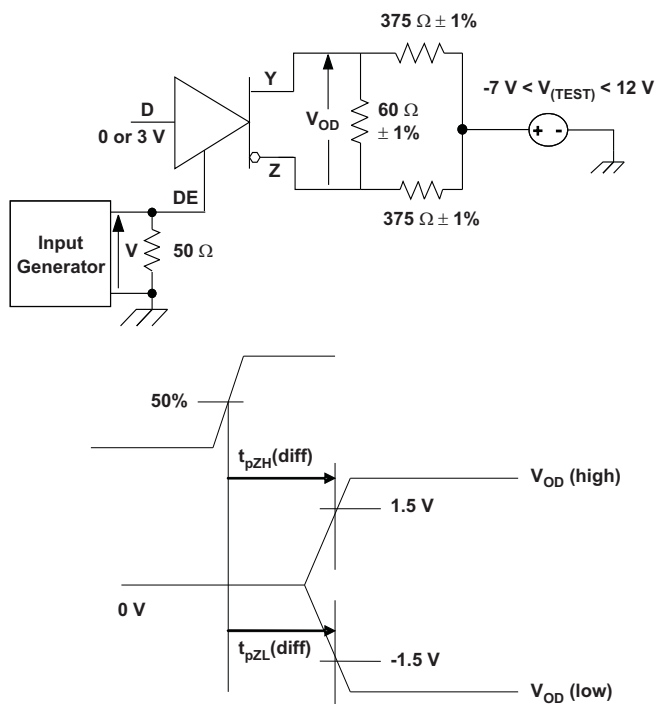 375 Ω ± 1%
Y
-7 V < V(TEST) < 12 V
D
0 or 3 V
VOD
60 Ω
± 1%
+ -
Z
DE
375 Ω ± 1%
Input
Generator
V
50 Ω
50%
tpZH(diff)
VOD (high)
1.5 V
0 V
tpZL(diff)
-1.5 V
VOD (low)